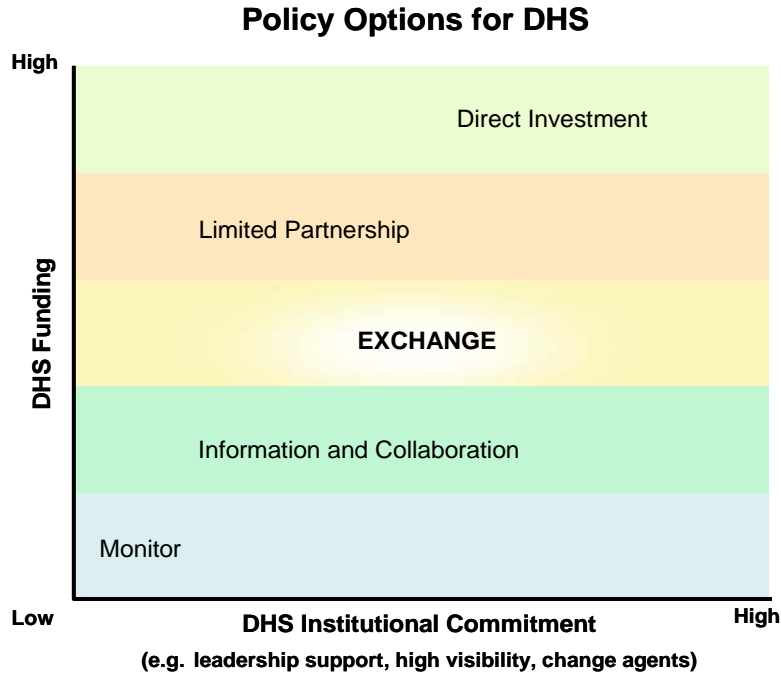 Policy Options for DHS
High
Direct Investment
Limited Partnership
DHS Funding
EXCHANGE
Information and Collaboration
Monitor
Low
DHS Institutional Commitment
High
(e.g. leadership support, high visibility, change agents)